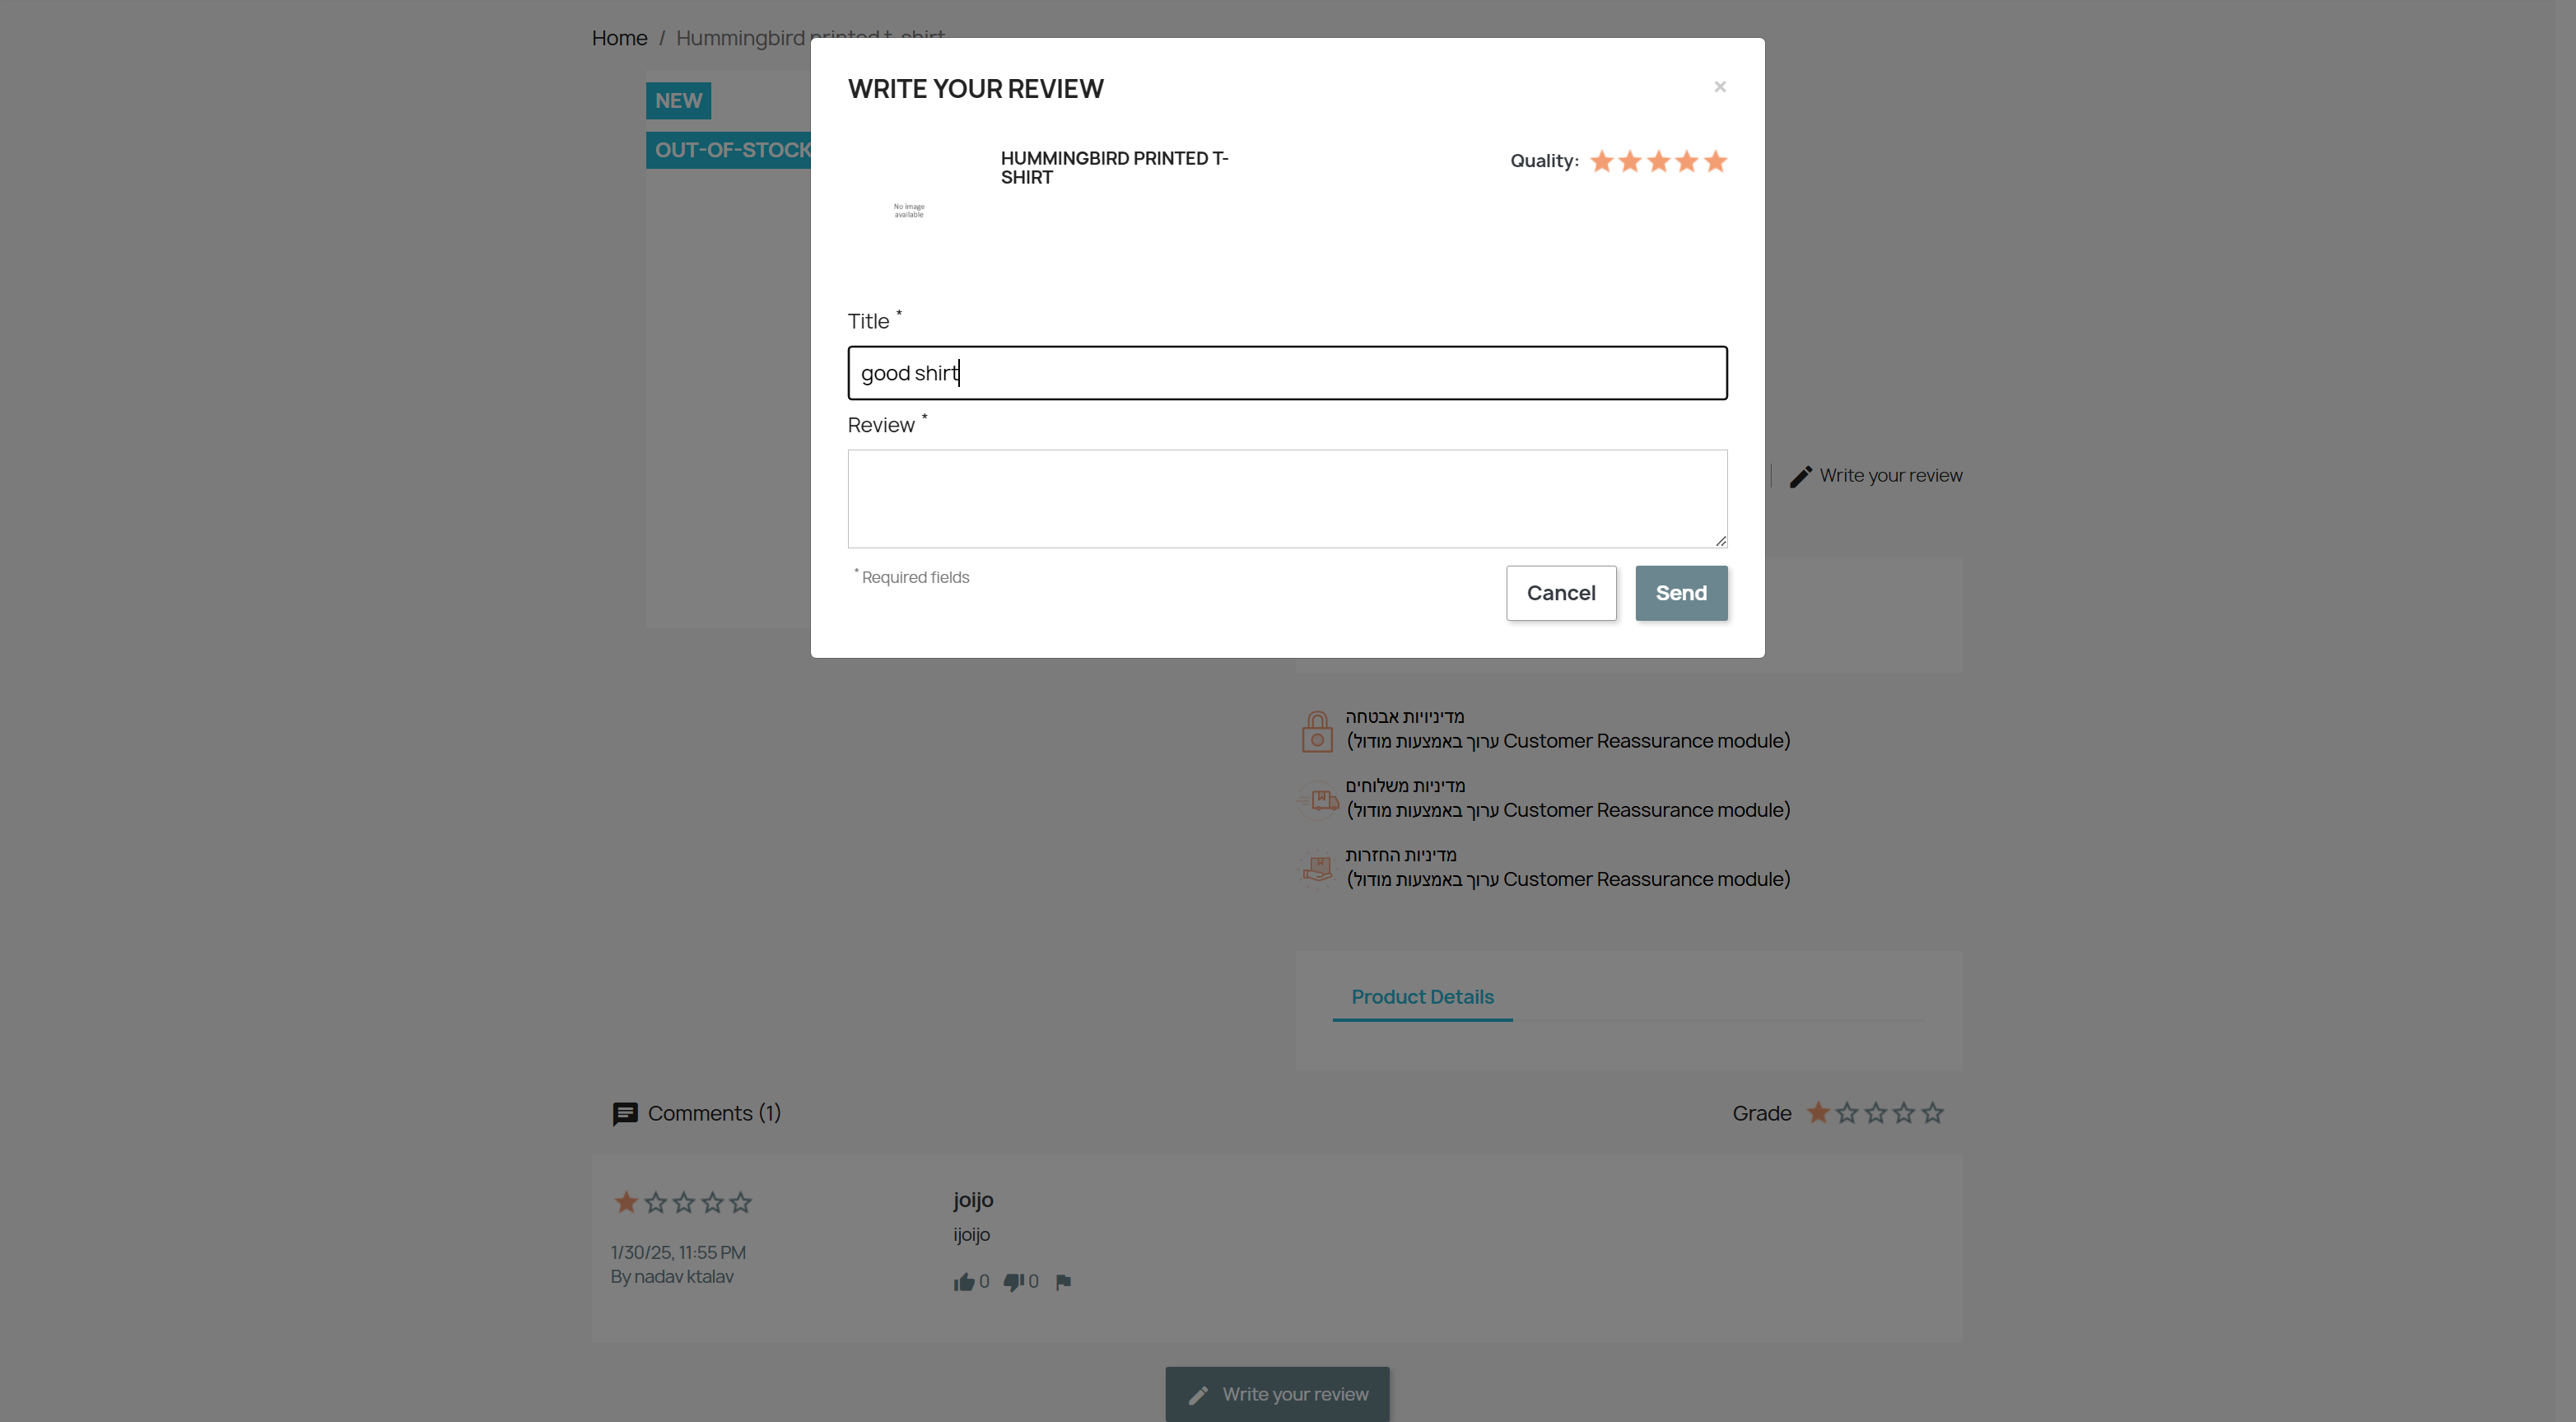 Home / Hummingbird printed t-shirt
NEW
OUT-OF-STOCK
WRITE YOUR REVIEW
×
HUMMINGBIRD PRINTED T-
SHIRT
Quality:
No image
available
Title *
good shirt
Review *
* Required fields
Cancel
Send
Write your review
מדיניויות אבטחה
(ערוך באמצעות מודול Customer Reassurance module)
מדיניות משלוחים
(ערוך באמצעות מודול Customer Reassurance module)
מדיניות החזרות
(ערוך באמצעות מודול Customer Reassurance module)
Product Details
Comments (1)
Grade
1/30/25, 11:55 PM
By nadav ktalav
joijo
ijoijo
0 0
Write your review